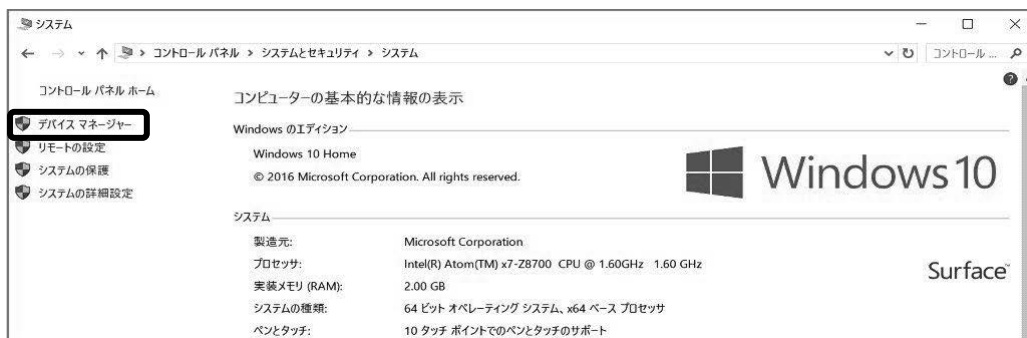 システム
コントロール パネル > システムとセキュリティ > システム
コントロール ...
コントロール パネル ホーム
デバイス マネージャー
リモートの設定
システムの保護
システムの詳細設定
コンピューターの基本的な情報の表示
Windows のエディション
Windows 10 Home
© 2016 Microsoft Corporation. All rights reserved.
Windows 10
システム
製造元: Microsoft Corporation
プロセッサ: Intel(R) Atom(TM) x7-Z8700 CPU @ 1.60GHz 1.60 GHz
実装メモリ (RAM): 2.00 GB
システムの種類: 64 ビット オペレーティング システム、x64 ベース プロセッサ
ペンとタッチ: 10 タッチ ポイントでのペンとタッチのサポート
Surface™